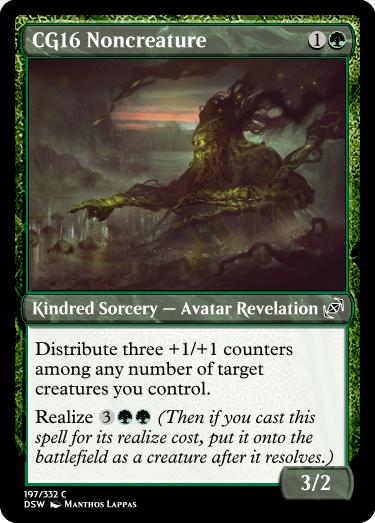 CG16 Noncreature 1
Kindred Sorcery — Avatar Revelation
Distribute three +1/+1 counters
among any number of target
creatures you control.
Realize 3 (Then if you cast this
spell for its realize cost, put it onto the
battlefield as a creature after it resolves.)
3/2
197/332 C
DSW MANTHOS LAPPAS